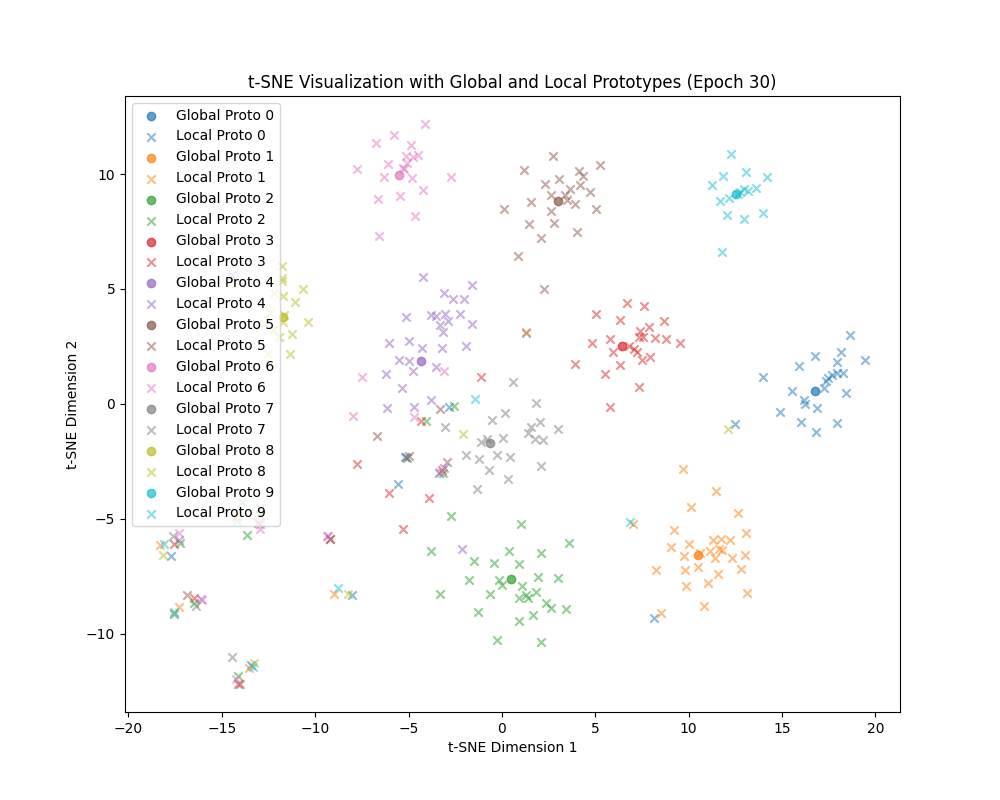 t-SNE Visualization with Global and Local Prototypes (Epoch 30)
Global Proto 0
Local Proto 0
Global Proto 1
Local Proto 1
Global Proto 2
Local Proto 2
Global Proto 3
Local Proto 3
Global Proto 4
Local Proto 4
Global Proto 5
Local Proto 5
Global Proto 6
Local Proto 6
Global Proto 7
Local Proto 7
Global Proto 8
Local Proto 8
Global Proto 9
Local Proto 9
10
5
0
−5
−10
t-SNE Dimension 2
−20 −15 −10 −5 0 5 10 15 20
t-SNE Dimension 1